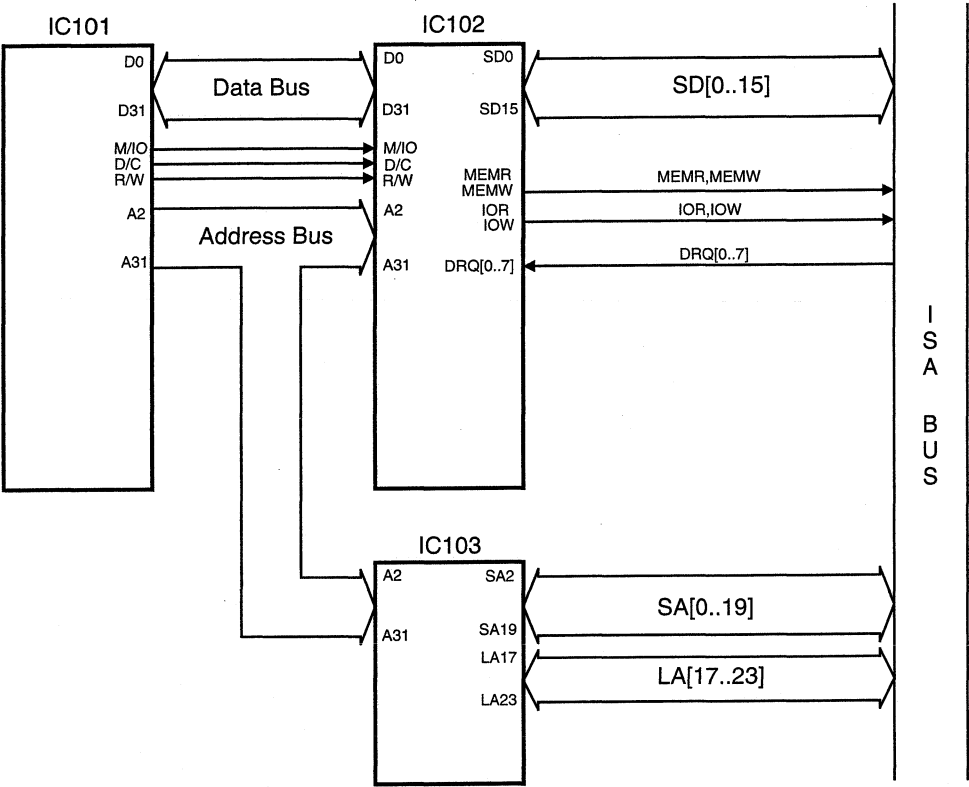 IC101
IC102
D0
D0
SD0
Data Bus
SD[0..15]
D31
D31
SD15
M/IO
M/IO
D/C
D/C
R/W
R/W
MEMR
MEMR,MEMW
MEMW
A2
A2
IOR
IOR,IOW
IOW
Address Bus
A31
A31
DRQ[0..7]
DRQ[0..7]
ISA BUS
IC103
A2
SA2
SA[0..19]
A31
SA19
LA17
LA[17..23]
LA23